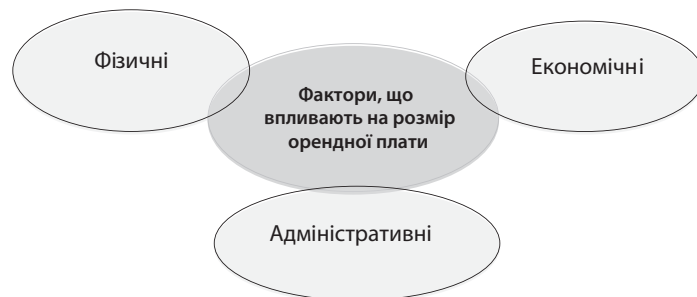 Фізичні
Економічні
Фактори, що
впливають на розмір
орендної плати
Адміністративні